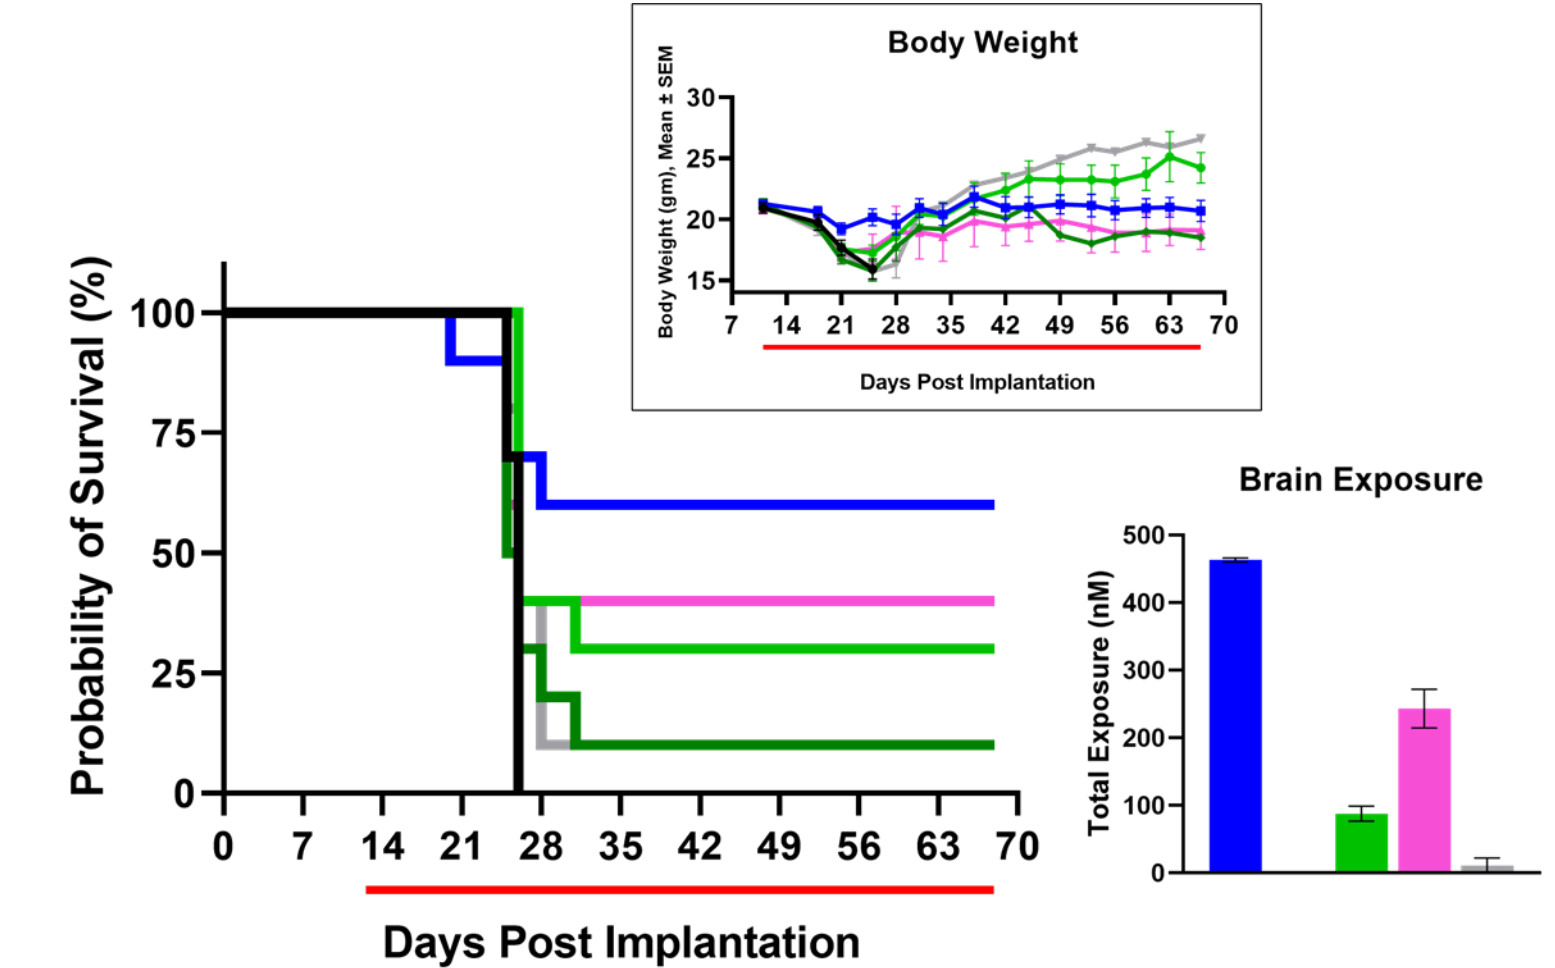 Body Weight
Body Weight (gm), Mean ± SEM
30
25
20
15
7 14 21 28 35 42 49 56 63 70
Days Post Implantation
Probability of Survival (%)
100
75
50
25
0
0 7 14 21 28 35 42 49 56 63 70
Days Post Implantation
Brain Exposure
Total Exposure (nM)
500
400
300
200
100
0